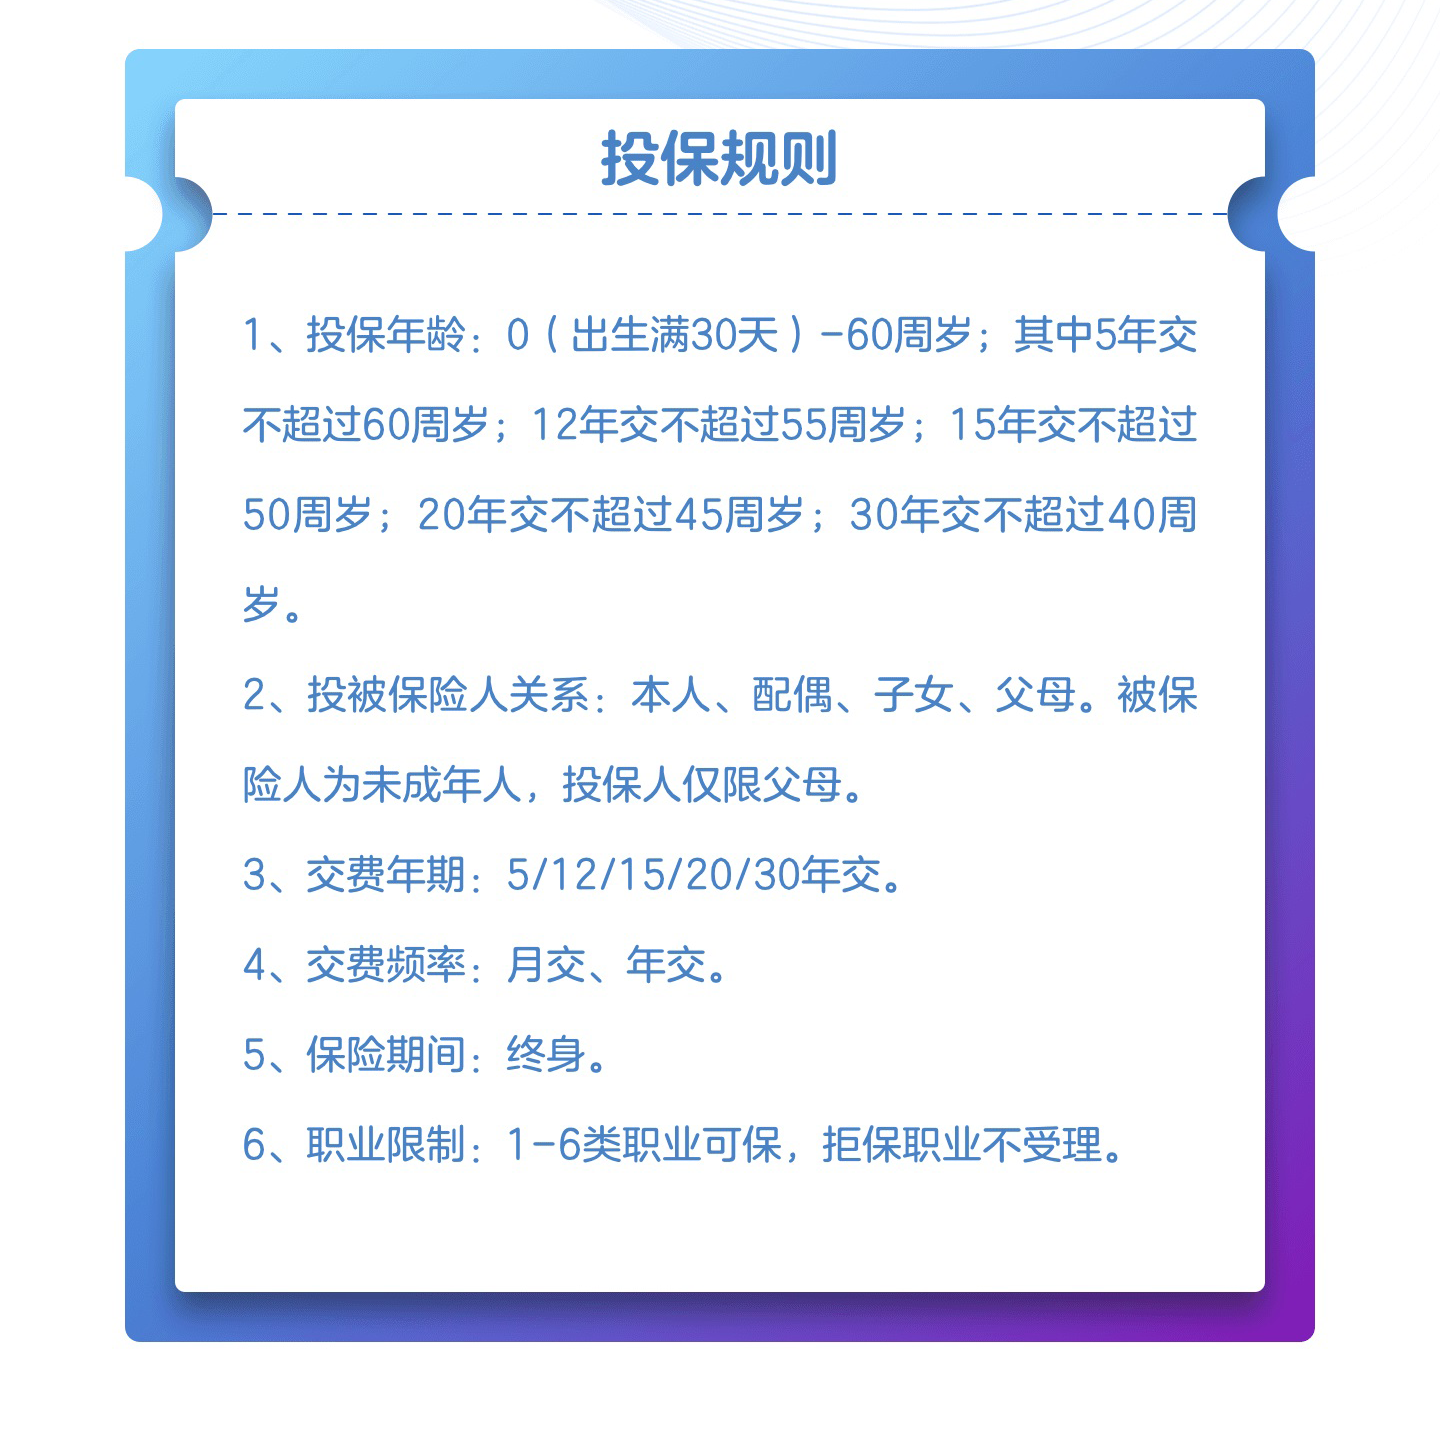 投保规则
1、投保年龄：0（出生满30天）-60周岁；其中5年交
不超过60周岁；12年交不超过55周岁；15年交不超过
50周岁；20年交不超过45周岁；30年交不超过40周
岁。
2、投被保险人关系：本人、配偶、子女、父母。被保
险人为未成年人，投保人仅限父母。
3、交费年期：5/12/15/20/30年交。
4、交费频率：月交、年交。
5、保险期间：终身。
6、职业限制：1-6类职业可保，拒保职业不受理。